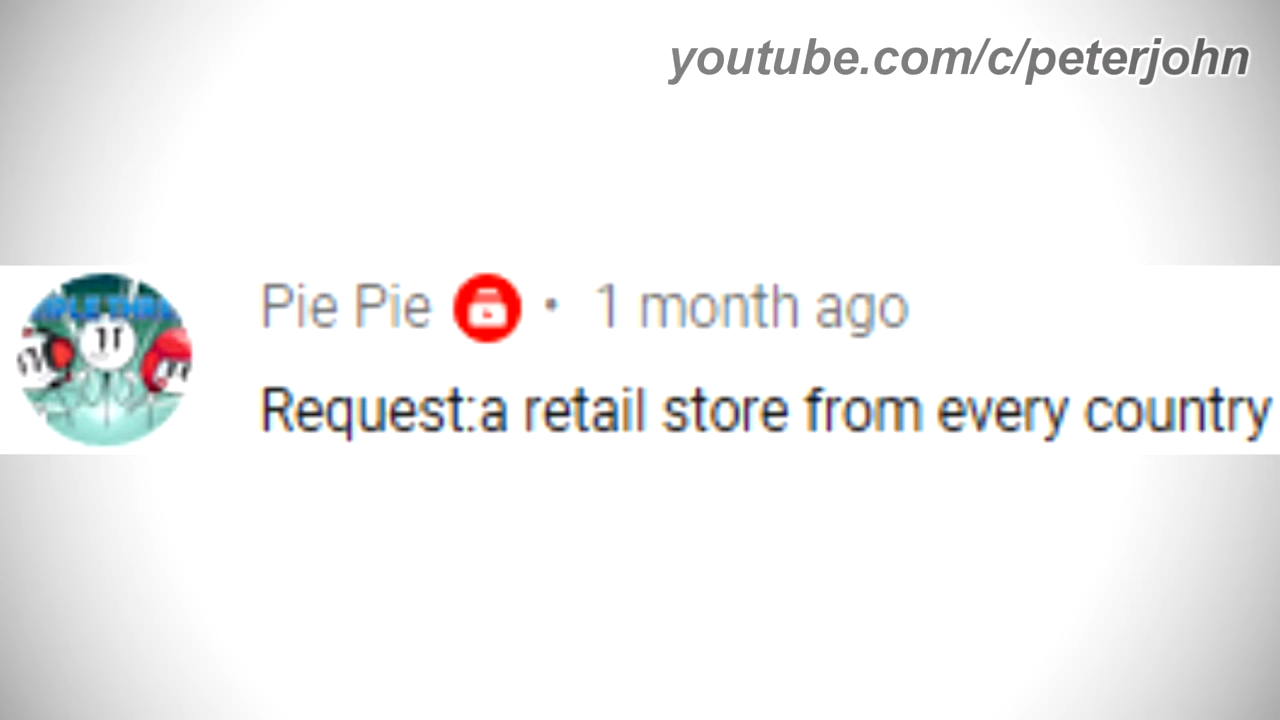 youtube.com/c/peterjohn
Pie Pie • 1 month ago
Request:a retail store from every country